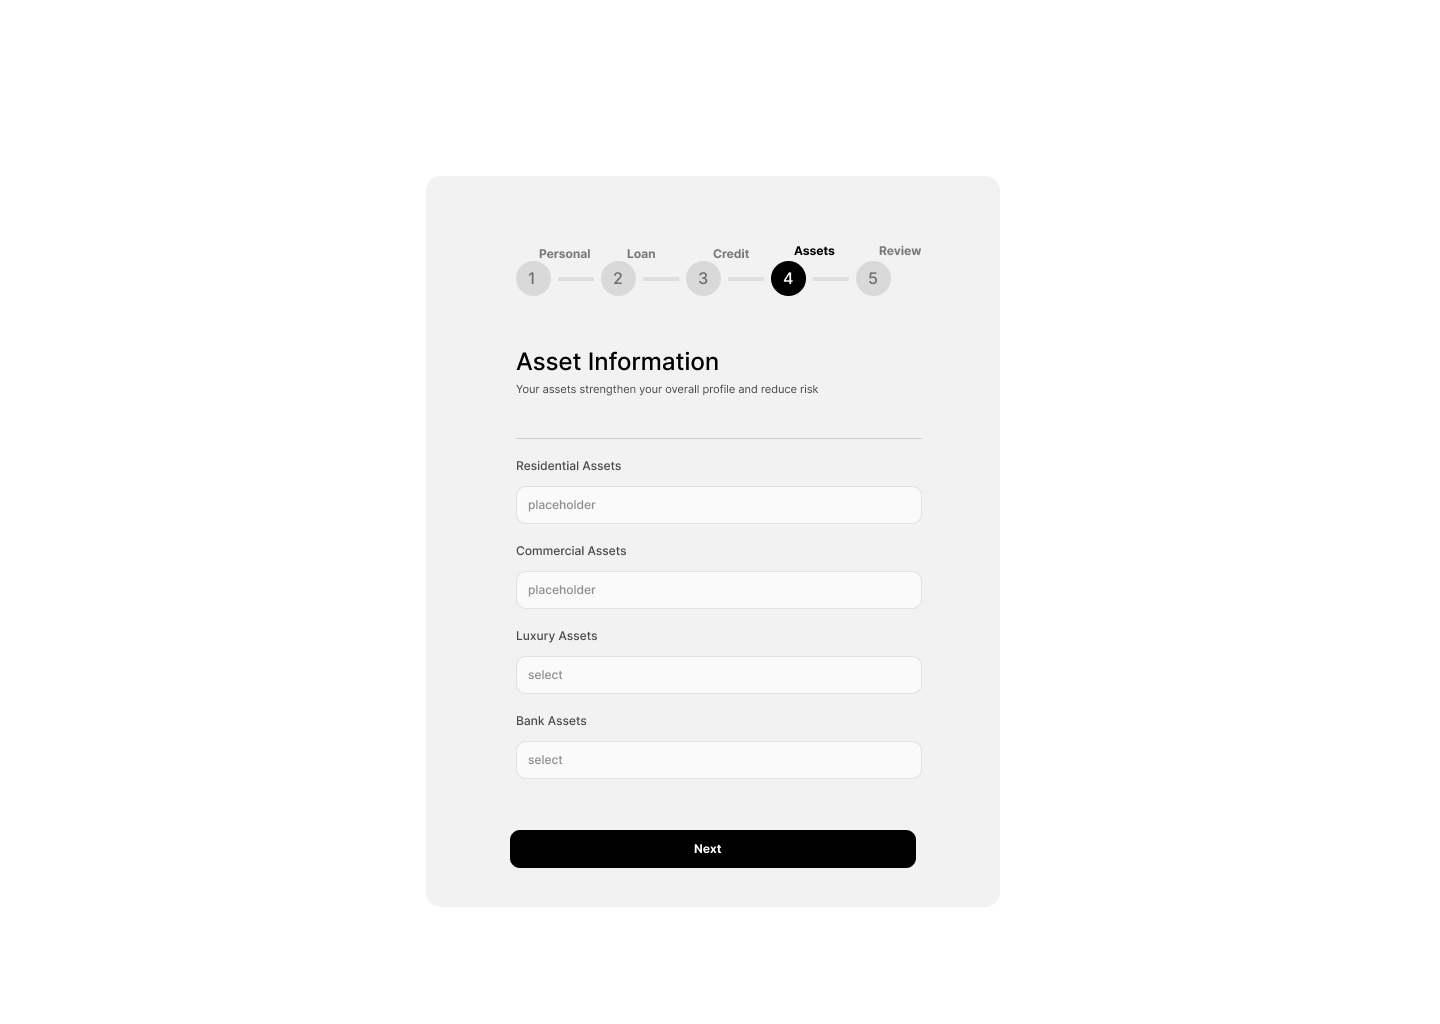 Personal Loan Credit Assets Review
1 2 3 4 5
Asset Information
Your assets strengthen your overall profile and reduce risk
Residential Assets
placeholder
Commercial Assets
placeholder
Luxury Assets
select
Bank Assets
select
Next